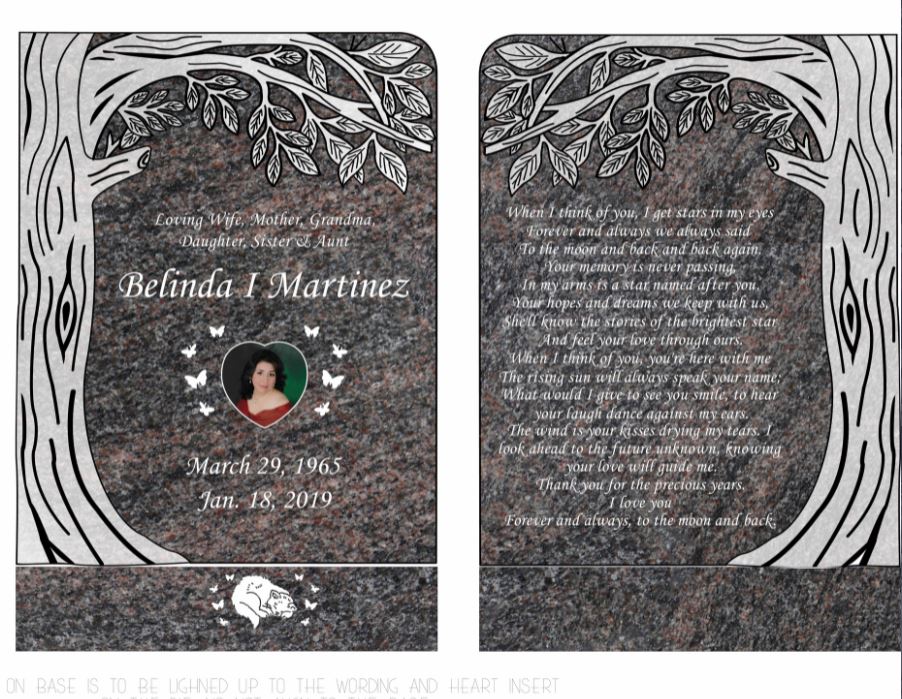 Loving Wife, Mother, Grandma,
Daughter, Sister & Aunt
Belinda I Martinez
March 29, 1965
Jan. 18, 2019
When I think of you, I get stars in my eyes
Forever and always we always said
To the moon and back and back again.
Your memory is never passing,
In my arms is a star named after you.
Your hopes and dreams we keep with us,
She'll know the stories of the brightest star
And feel your love through ours.
When I think of you, you're here with me
The rising sun will always speak your name;
What would I give to see you smile, to hear
your laugh dance against my ears.
The wind is your kisses drying my tears. I
look ahead to the future unknown, knowing
your love will guide me.
Thank you for the precious years.
I love you
Forever and always, to the moon and back.
ON BASE IS TO BE LIGHNED UP TO THE WORDING AND HEART INSERT